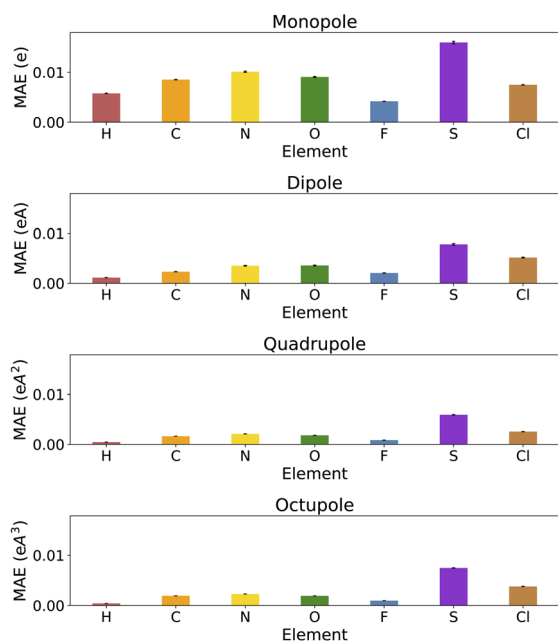 Monopole
MAE (e)
0.01
0.00
H C N O F S Cl
Element
Dipole
MAE (eA)
0.01
0.00
H C N O F S Cl
Element
Quadrupole
MAE (eA²)
0.01
0.00
H C N O F S Cl
Element
Octupole
MAE (eA³)
0.01
0.00
H C N O F S Cl
Element